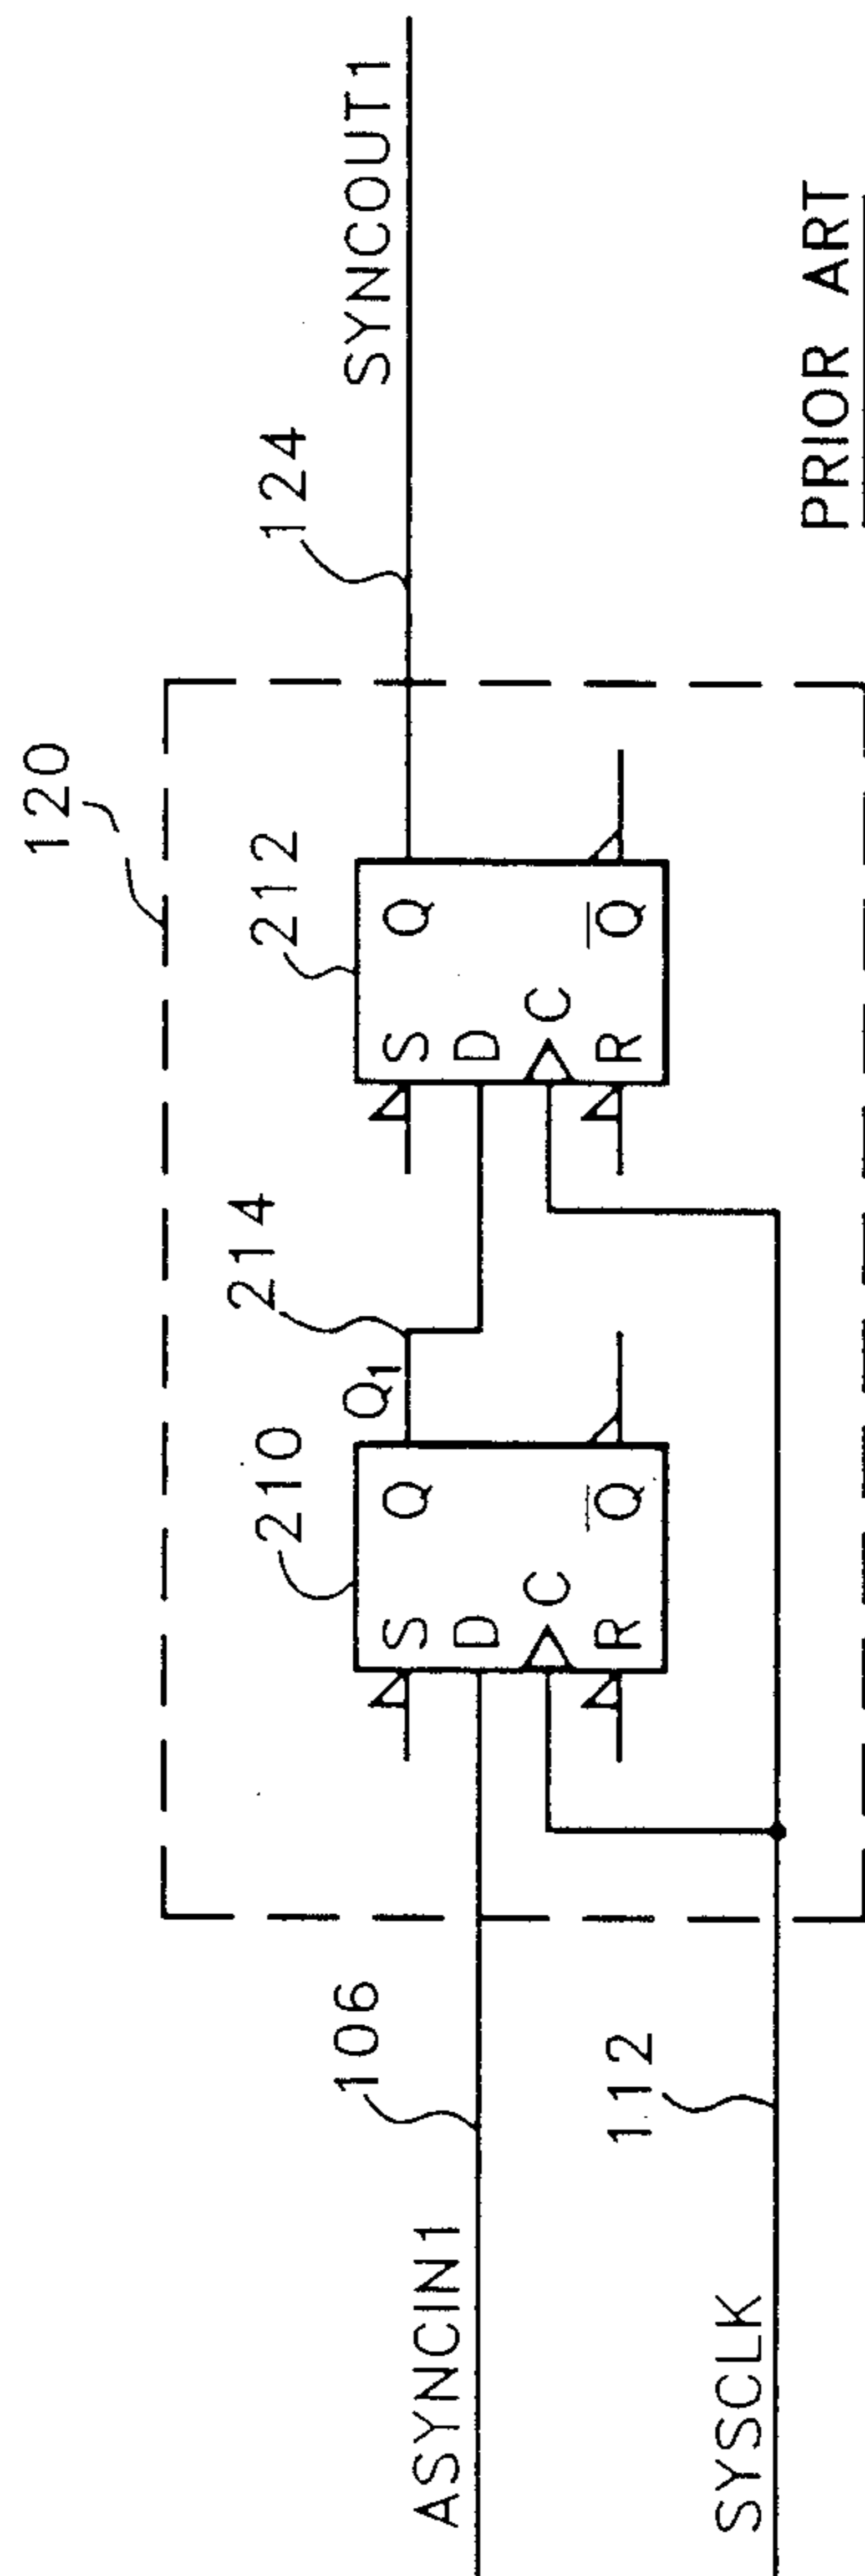 120
124
SYNCOUT1
214
212
210
Q1
S
D
C
R
Q
Q̅
S
D
C
R
Q
Q̅
106
ASYNCIN1
112
SYSCLK
PRIOR ART